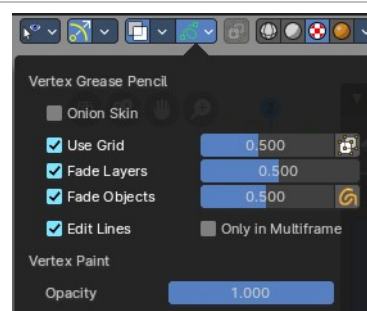 Vertex Grease Pencil
Onion Skin
Use Grid 0.500
Fade Layers 0.500
Fade Objects 0.500
Edit Lines Only in Multiframe
Vertex Paint
Opacity 1.000